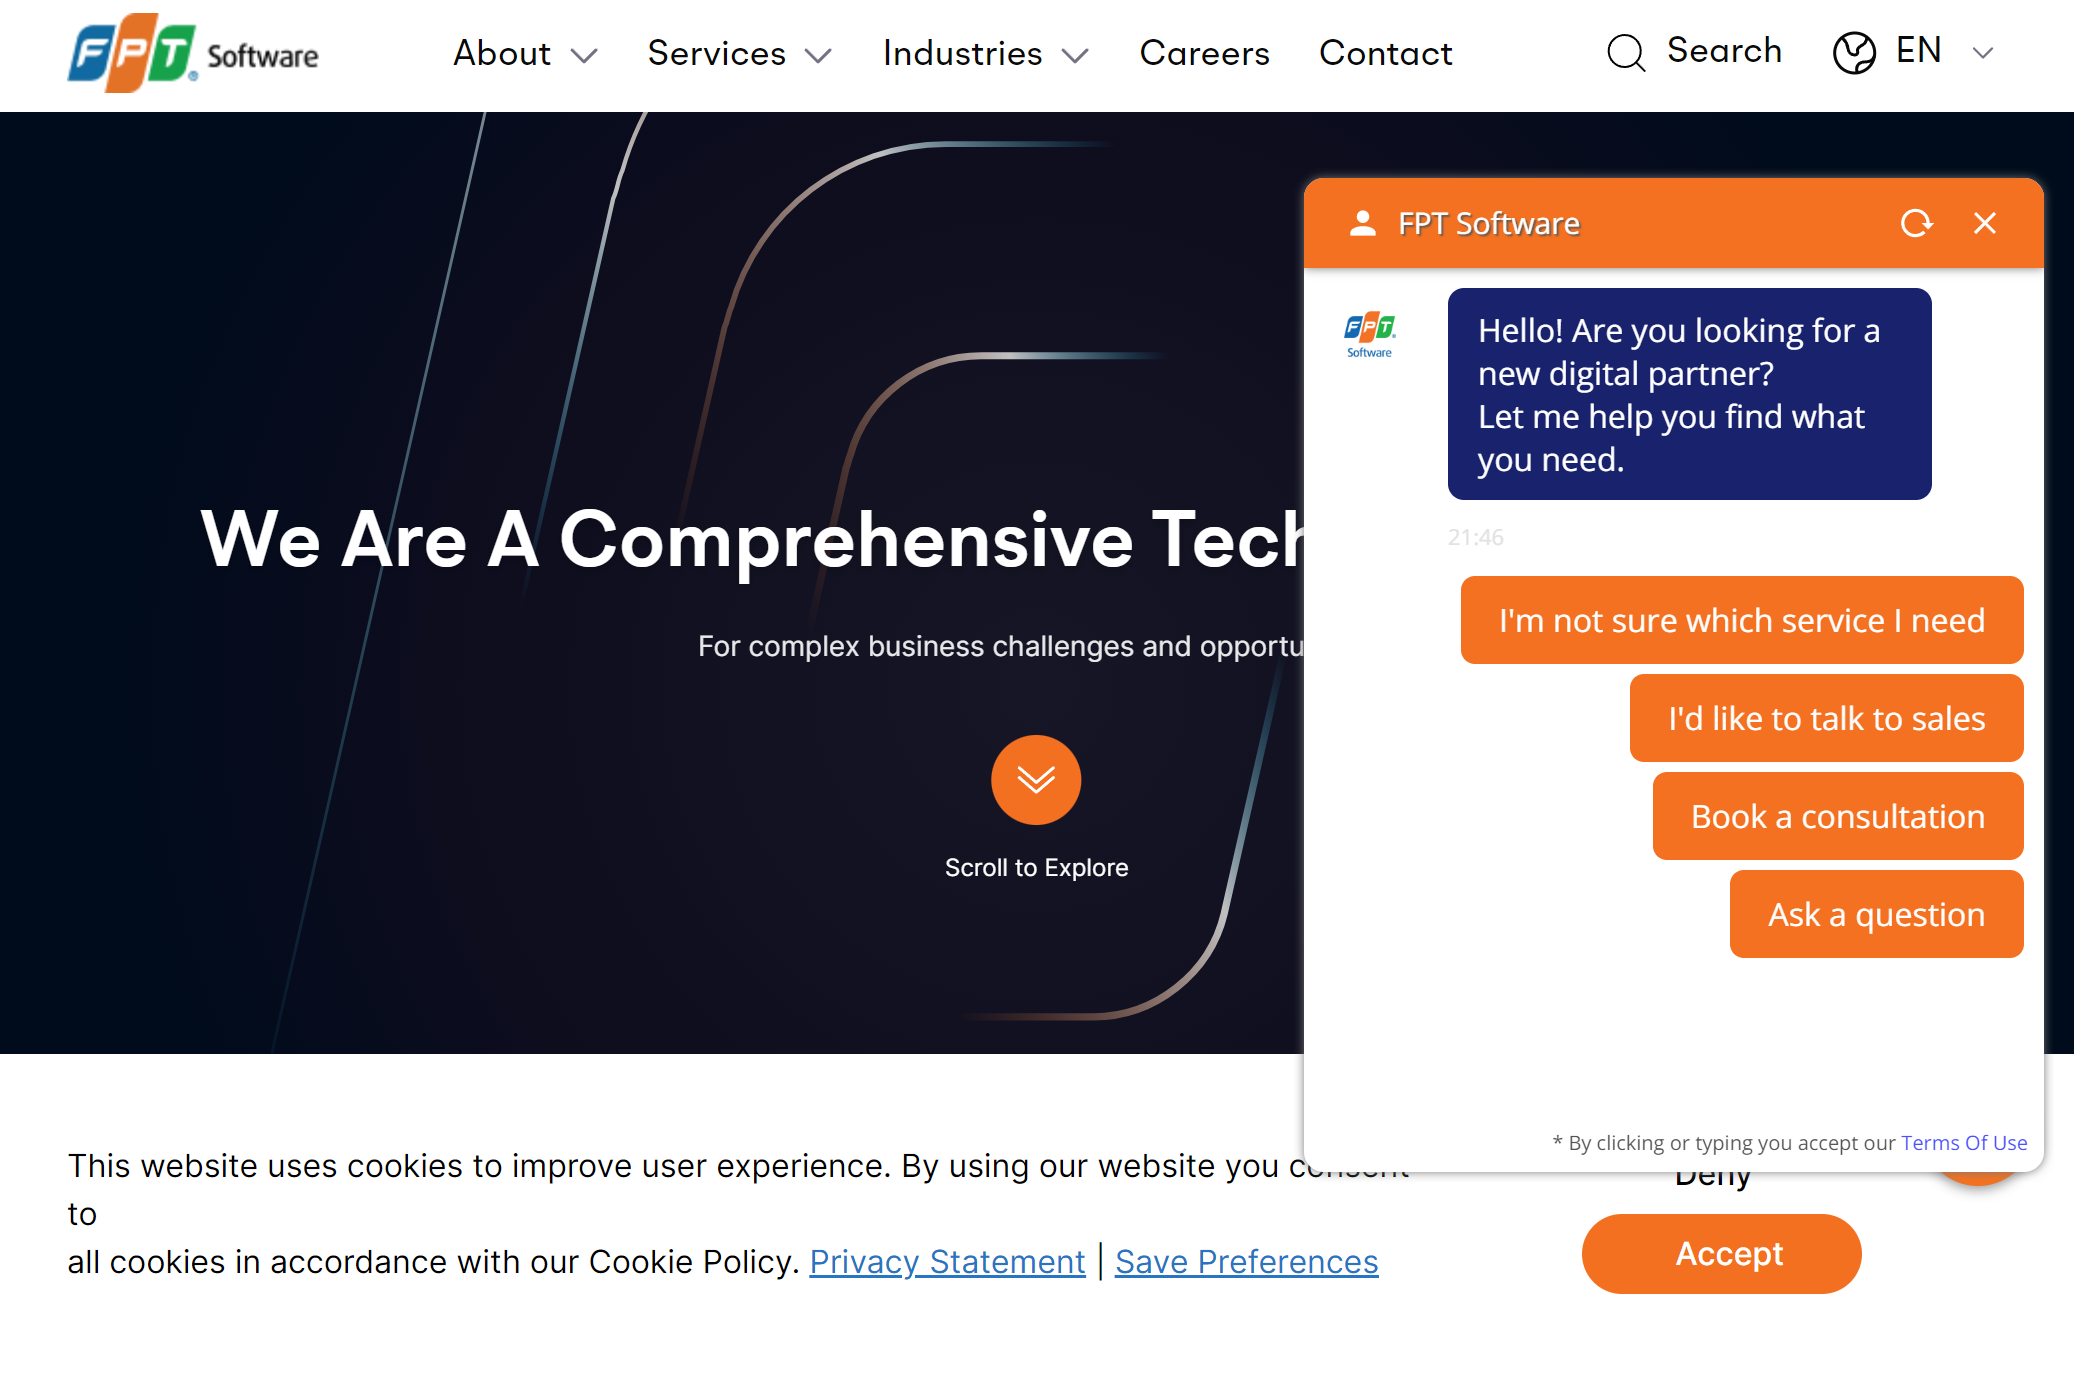 FPT Software
About
Services
Industries
Careers
Contact
Search
EN
We Are A Comprehensive Tech
For complex business challenges and opportu
Scroll to Explore
FPT Software
FPT
Software
Hello! Are you looking for a
new digital partner?
Let me help you find what
you need.
21:46
I'm not sure which service I need
I'd like to talk to sales
Book a consultation
Ask a question
* By clicking or typing you accept our Terms Of Use
This website uses cookies to improve user experience. By using our website you consent
to
all cookies in accordance with our Cookie Policy. Privacy Statement | Save Preferences
Deny
Accept